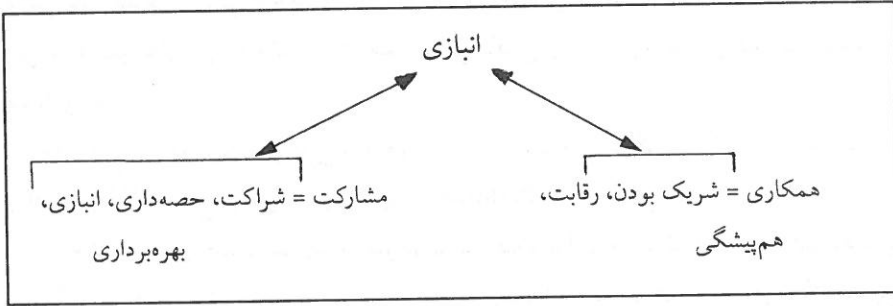 انبازی
همکاری = شریک بودن، رقابت،
هم‌پیشگی
مشارکت = شراکت، حصه‌داری، انبازی،
بهره‌برداری